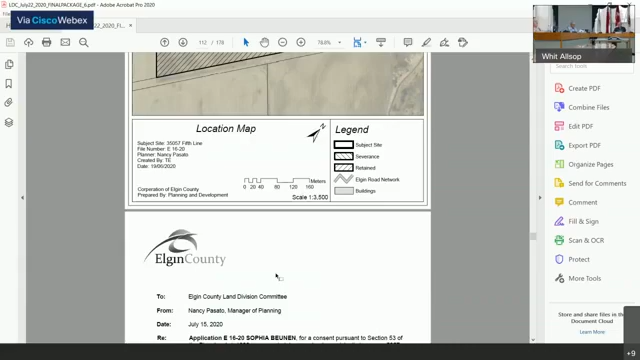 LOC_July22_2020_FINALPACKAGE_6.pdf - Adobe Acrobat Pro 2020
Via Cisco Webex
112 / 178
78.8%
Whit Allsop
Create PDF
Combine Files
Edit PDF
Export PDF
Organize Pages
Send for Comments
Comment
Fill & Sign
Scan & OCR
Protect
More Tools
Store and share files in the
Document Cloud
Learn More
+9
Location Map
Subject Site: 35057 Fifth Line
File Number: E 16-20
Planner: Nancy Pasato
Created By: TE
Date: 19/06/2020
Corporation of Elgin County
Prepared By: Planning and Development
Meters
0 20 40 80 120 160
Scale 1:3,500
N
Legend
Subject Site
Severance
Retained
Elgin Road Network
Buildings
ElginCounty
To: Elgin County Land Division Committee
From: Nancy Pasato, Manager of Planning
Date: July 15, 2020
Re: Application E 16-20 SOPHIA BEUNEN, for a consent pursuant to Section 53 of